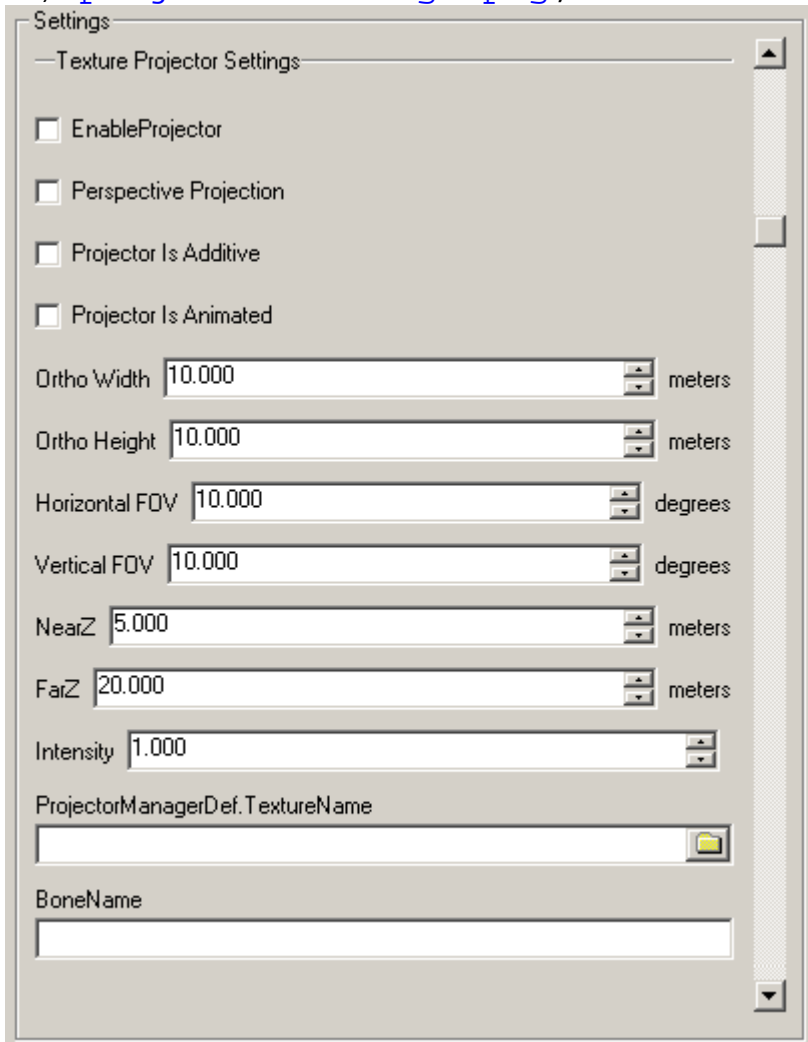 Settings
Texture Projector Settings
EnableProjector
Perspective Projection
Projector Is Additive
Projector Is Animated
Ortho Width 10.000 meters
Ortho Height 10.000 meters
Horizontal FOV 10.000 degrees
Vertical FOV 10.000 degrees
NearZ 5.000 meters
FarZ 20.000 meters
Intensity 1.000
ProjectorManagerDef.TextureName
BoneName